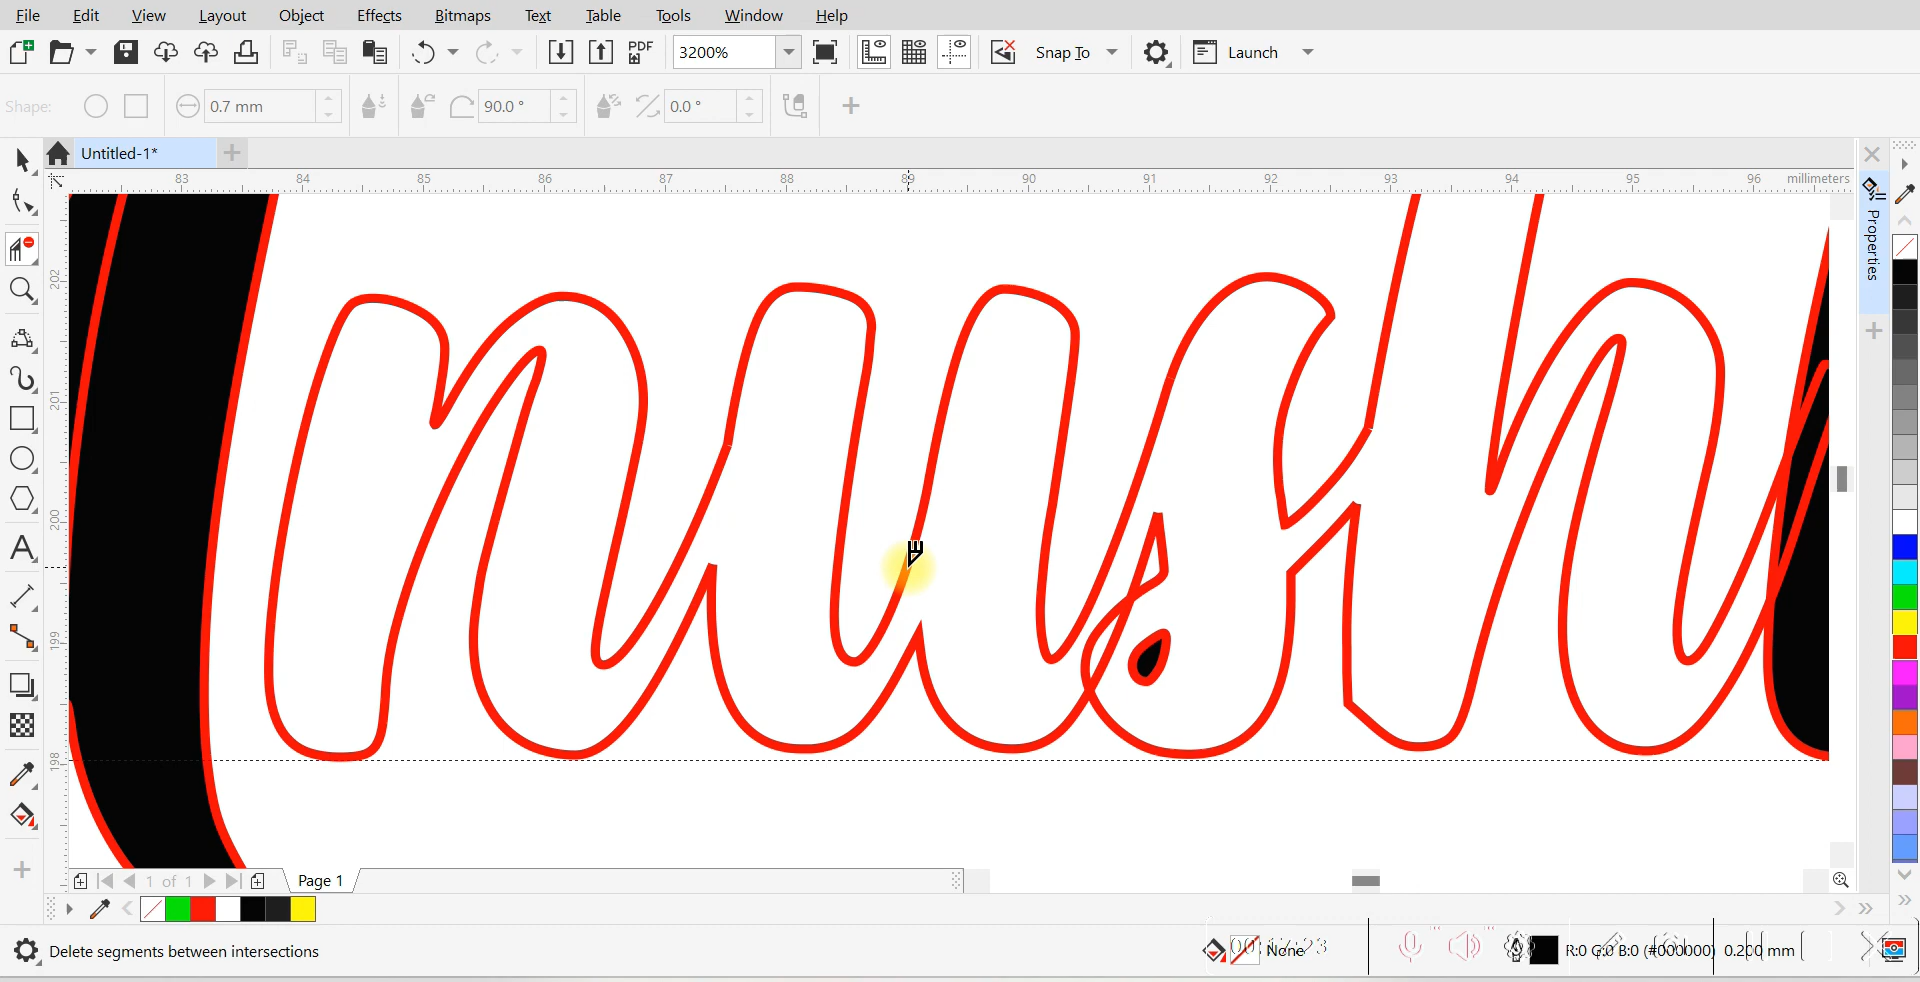 File Edit View Layout Object Effects Bitmaps Text Table Tools Window Help
PDF 3200% Snap To Launch
Shape: 0.7 mm 90.0 ° 0.0 °
Untitled-1*
83 84 85 86 87 88 89 90 91 92 93 94 95 96 millimeters
202
201
200
199
198
Properties
nush
1 of 1 Page 1
Delete segments between intersections None R:0 G:0 B:0 (#000000) 0.200 mm